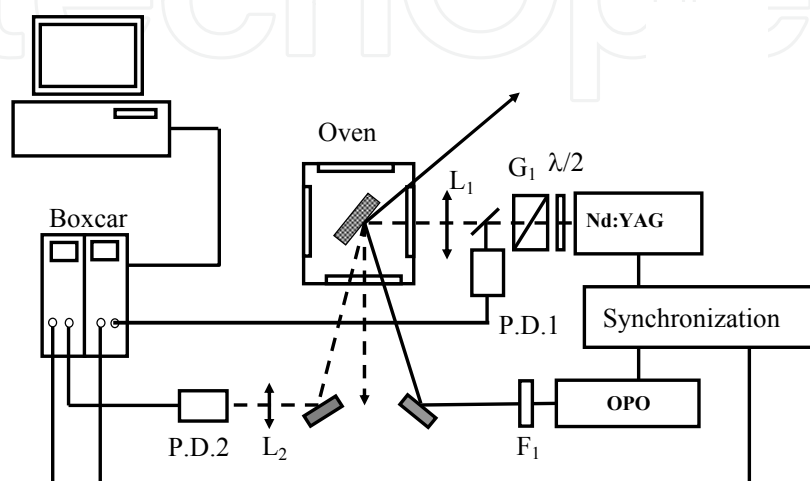 Oven
L₁
G₁ λ/2
Nd:YAG
Boxcar
P.D.1
Synchronization
P.D.2
L₂
F₁
OPO